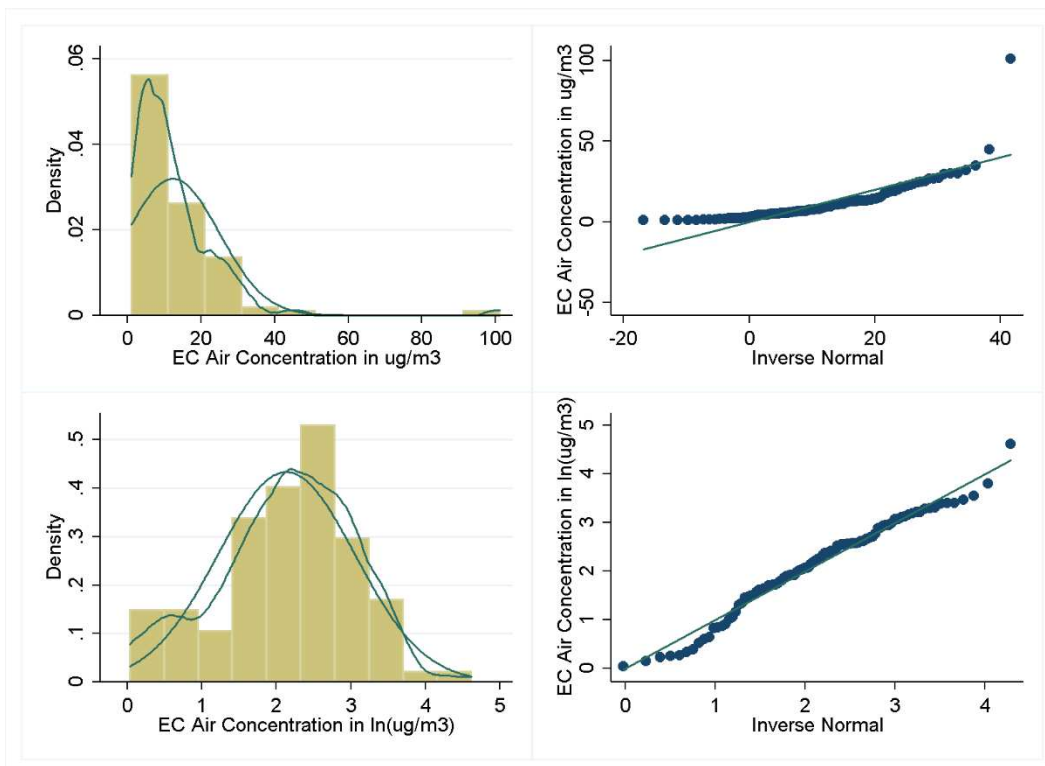 Density
0 .02 .04 .06
0 20 40 60 80 100
EC Air Concentration in ug/m3
EC Air Concentration in ug/m3
-50 0 50 100
-20 0 20 40
Inverse Normal
Density
0 .1 .2 .3 .4 .5
0 1 2 3 4 5
EC Air Concentration in ln(ug/m3)
EC Air Concentration in ln(ug/m3)
0 1 2 3 4 5
0 1 2 3 4
Inverse Normal